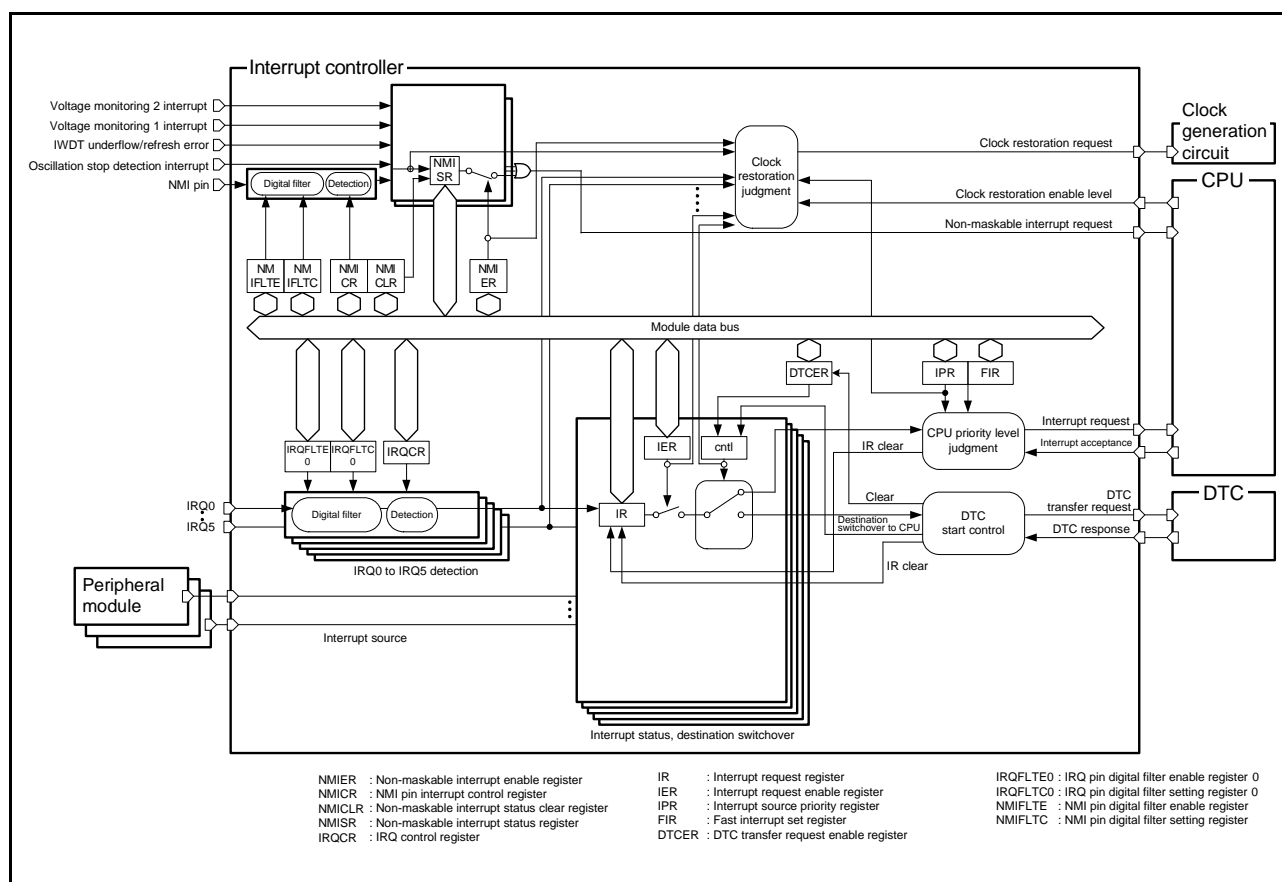 Interrupt controller
Voltage monitoring 2 interrupt
Voltage monitoring 1 interrupt
IWDT underflow/refresh error
Oscillation stop detection interrupt
NMI pin
Digital filter
Detection
NMI
SR
Clock
restoration
judgment
Clock restoration request
Clock restoration enable level
Non-maskable interrupt request
Clock
generation
circuit
CPU
NM
IFLTE
NM
IFLTC
NMI
CR
NMI
CLR
NMI
ER
Module data bus
DTCER
IPR
FIR
IRQFLTE
0
IRQFLTC
0
IRQCR
IER
cntl
CPU priority level
judgment
Interrupt request
Interrupt acceptance
IR clear
IRQ0
IRQ5
Digital filter
Detection
IRQ0 to IRQ5 detection
IR
Clear
Destination
switchover to CPU
DTC
start control
DTC
transfer request
DTC response
DTC
IR clear
Peripheral
module
Interrupt source
Interrupt status, destination switchover
NMIER : Non-maskable interrupt enable register
NMICR : NMI pin interrupt control register
NMICLR : Non-maskable interrupt status clear register
NMISR : Non-maskable interrupt status register
IRQCR : IRQ control register
IR : Interrupt request register
IER : Interrupt request enable register
IPR : Interrupt source priority register
FIR : Fast interrupt set register
DTCER : DTC transfer request enable register
IRQFLTE0 : IRQ pin digital filter enable register 0
IRQFLTC0 : IRQ pin digital filter setting register 0
NMIFLTE : NMI pin digital filter enable register
NMIFLTC : NMI pin digital filter setting register